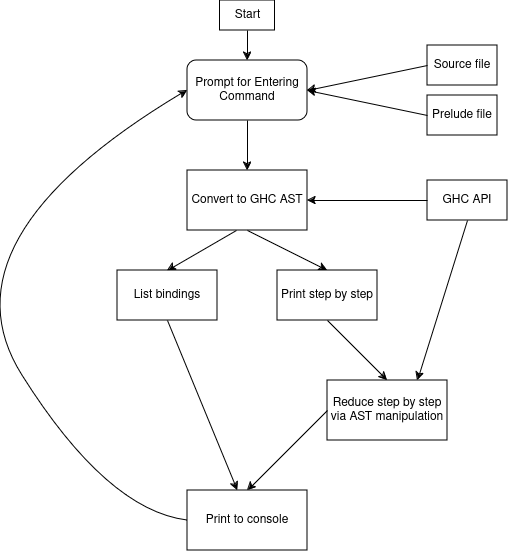 Start
Prompt for Entering
Command
Source file
Prelude file
Convert to GHC AST
GHC API
List bindings
Print step by step
Reduce step by step
via AST manipulation
Print to console